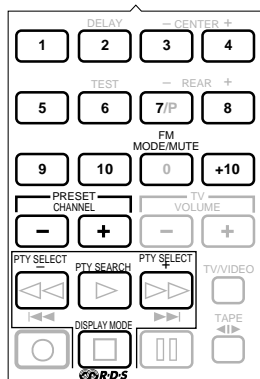 DELAY – CENTER +
1 2 3 4
TEST – REAR +
5 6 7/P 8
FM
MODE/MUTE
9 10 0 +10
PRESET TV
CHANNEL VOLUME
– + – +
PTY SELECT – PTY SEARCH PTY SELECT + TV/VIDEO
DISPLAY MODE TAPE
R·D·S